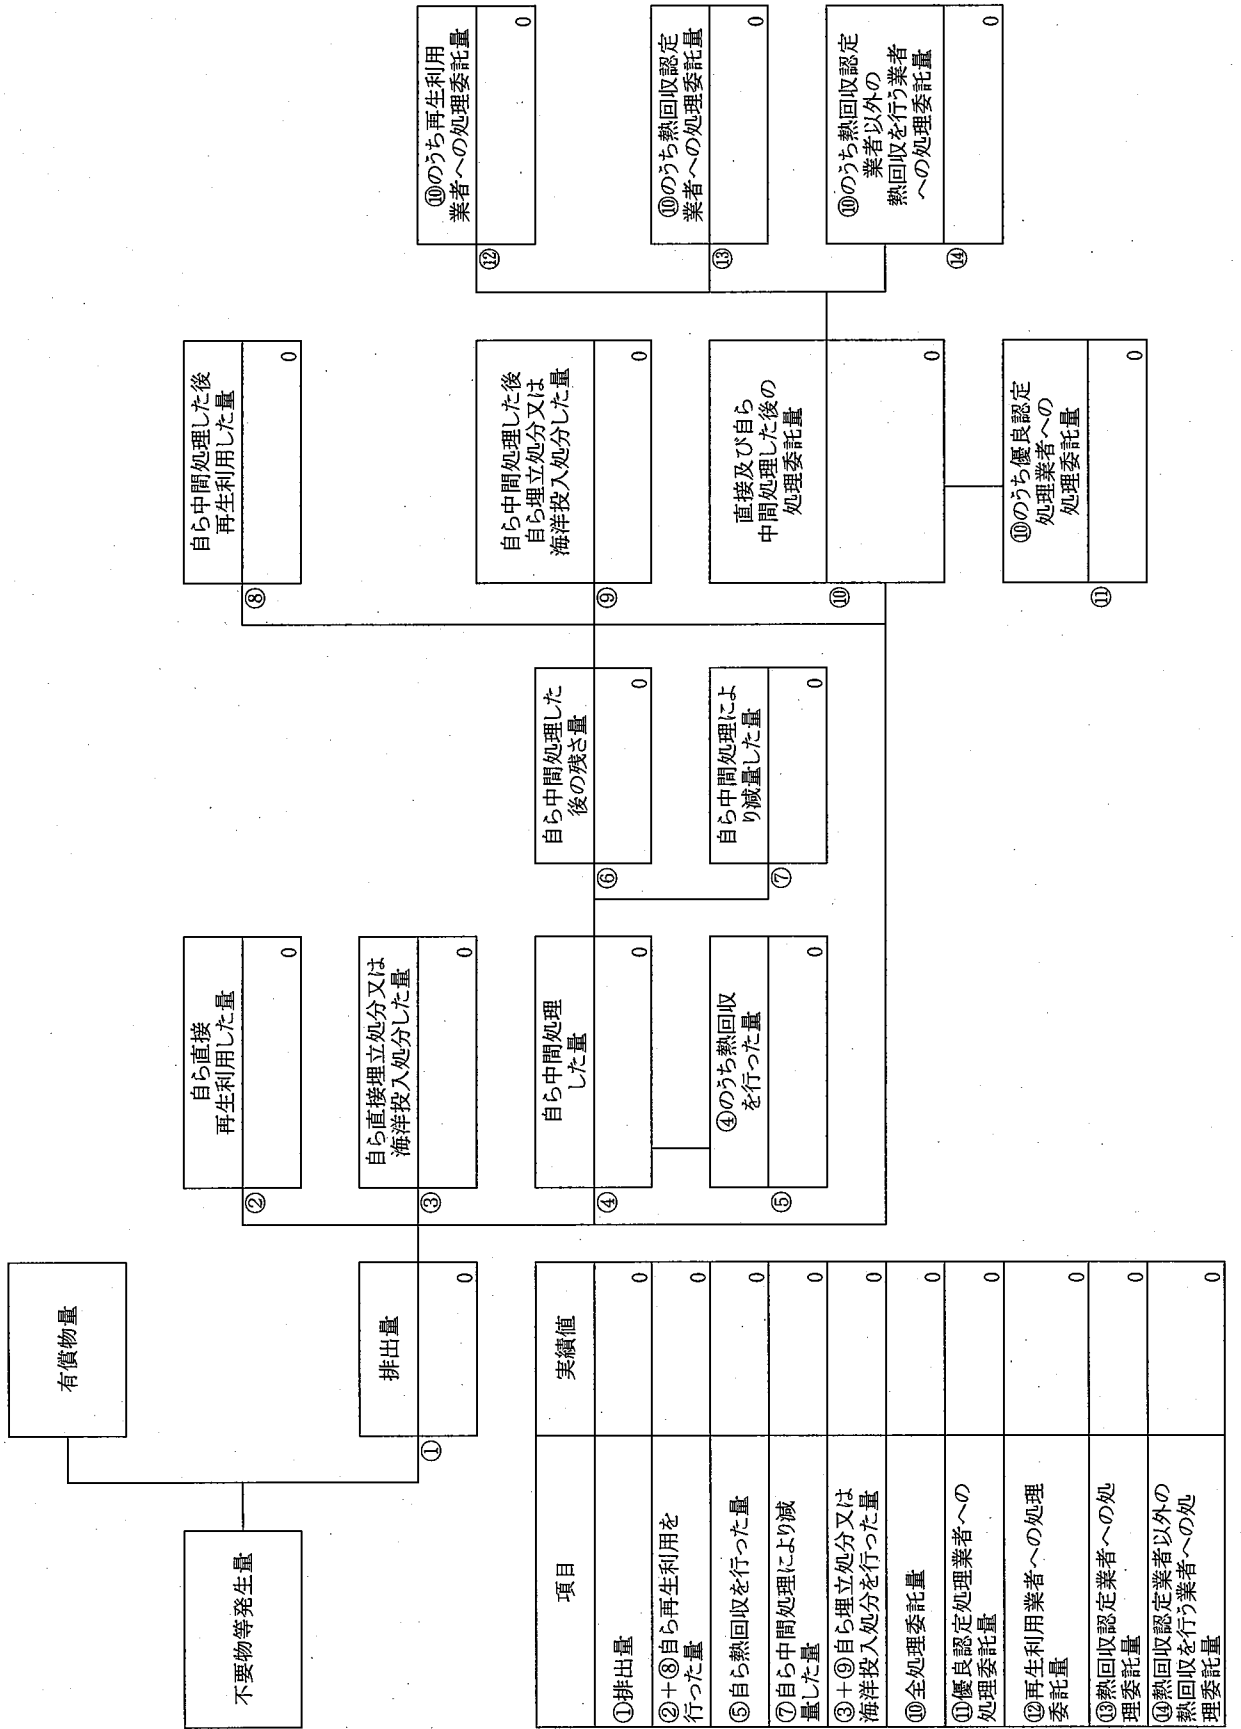 有償物量
不要物等発生量
排出量
①
0
自ら直接
再生利用した量
②
0
自ら直接埋立処分又は
海洋投入処分した量
③
0
自ら中間処理
した量
④
0
④のうち熱回収
を行った量
⑤
0
自ら中間処理した
後の残さ量
⑥
0
自ら中間処理によ
り減量した量
⑦
0
自ら中間処理した後
再生利用した量
⑧
0
自ら中間処理した後
自ら埋立処分又は
海洋投入処分した量
⑨
0
直接及び自ら
中間処理した後の
処理委託量
⑩
0
⑩のうち優良認定
処理業者への
処理委託量
⑪
0
⑩のうち再生利用
業者への処理委託量
⑫
0
⑩のうち熱回収認定
業者への処理委託量
⑬
0
⑩のうち熱回収認定
業者以外の
熱回収を行う業者
への処理委託量
⑭
0
項目 実績値
①排出量 0
②+⑧自ら再生利用を
行った量 0
⑤自ら熱回収を行った量 0
⑦自ら中間処理により減
量した量 0
③+⑨自ら埋立処分又は
海洋投入処分を行った量 0
⑩全処理委託量 0
⑪優良認定処理業者への
処理委託量 0
⑫再生利用業者への処理
委託量 0
⑬熱回収認定業者への処
理委託量 0
⑭熱回収認定業者以外の
熱回収を行う業者への処
理委託量 0